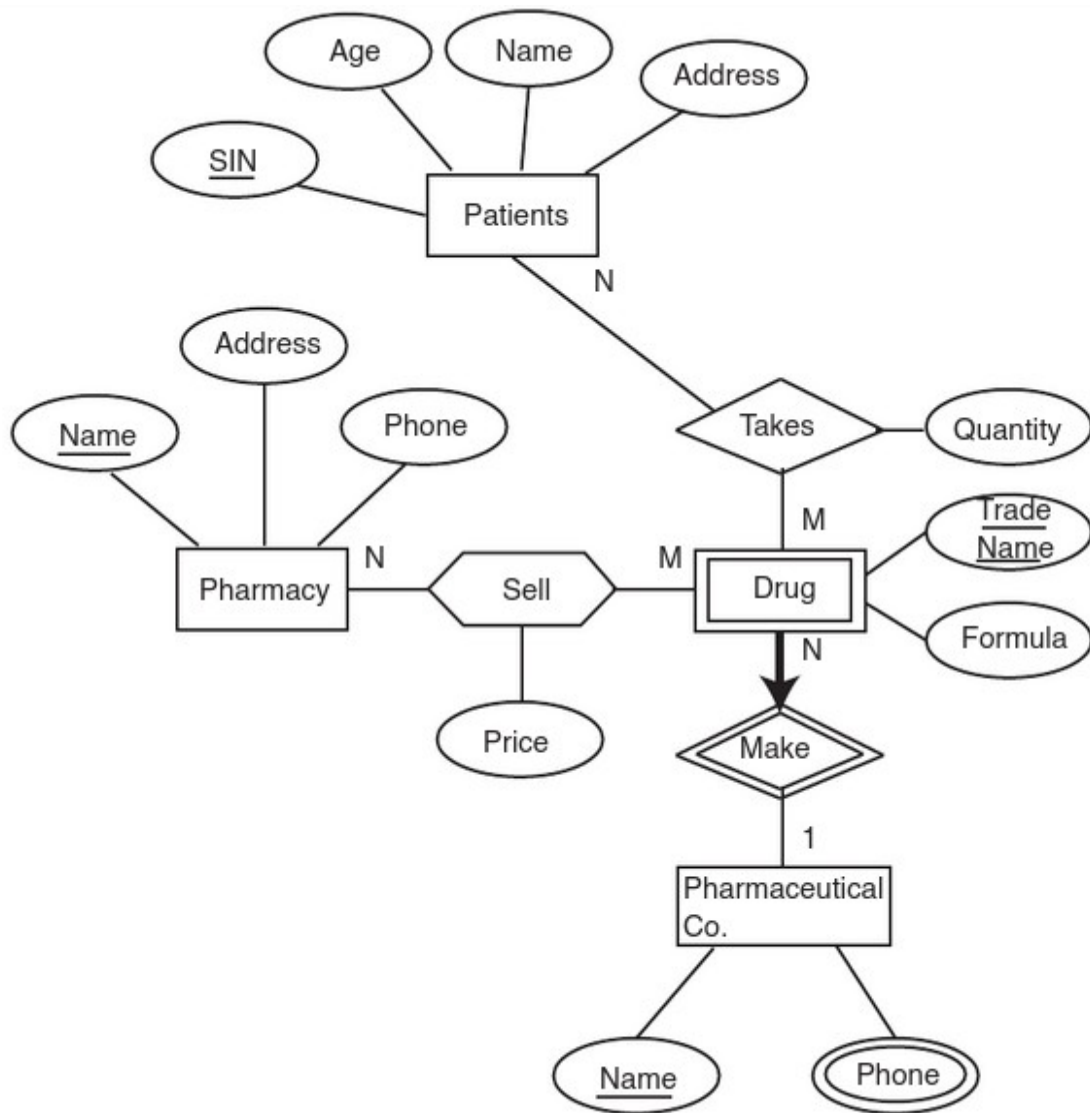 Age
Name
Address
SIN
Patients
N
Address
Name
Phone
Takes
Quantity
M
Trade
Name
N
M
Pharmacy
Sell
Drug
Formula
N
Price
Make
1
Pharmaceutical
Co.
Name
Phone